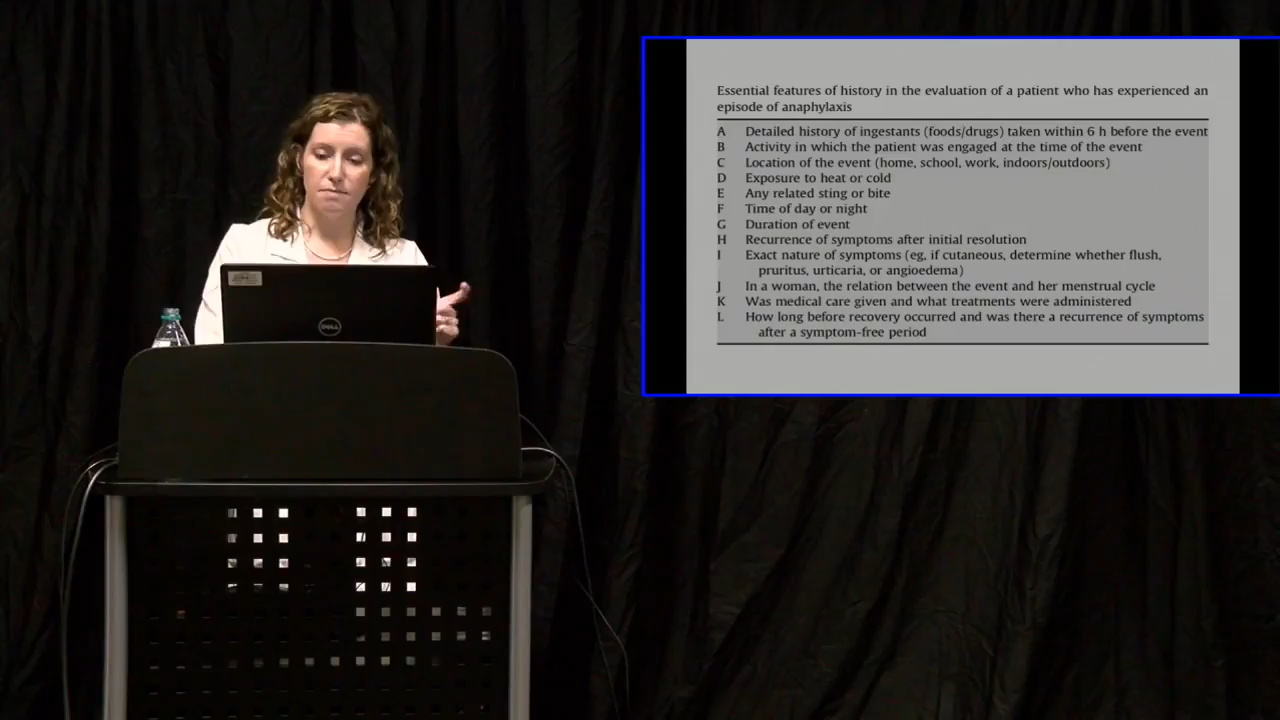 Essential features of history in the evaluation of a patient who has experienced an
episode of anaphylaxis
A Detailed history of ingestants (foods/drugs) taken within 6 h before the event
B Activity in which the patient was engaged at the time of the event
C Location of the event (home, school, work, indoors/outdoors)
D Exposure to heat or cold
E Any related sting or bite
F Time of day or night
G Duration of event
H Recurrence of symptoms after initial resolution
I Exact nature of symptoms (eg, if cutaneous, determine whether flush,
pruritus, urticaria, or angioedema)
J In a woman, the relation between the event and her menstrual cycle
K Was medical care given and what treatments were administered
L How long before recovery occurred and was there a recurrence of symptoms
after a symptom-free period
DELL